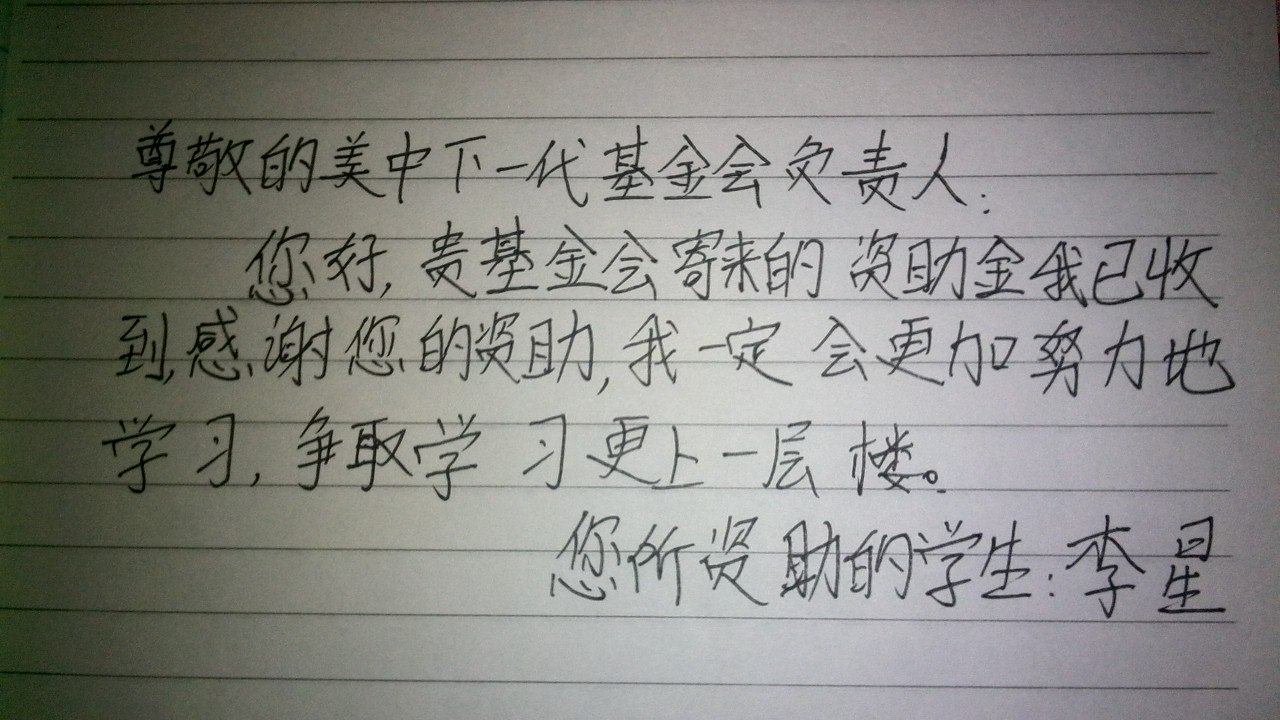 尊敬的美中下一代基金会负责人:
您好,贵基金会寄来的资助金我已收
到,感谢您的资助,我一定会更加努力地
学习,争取学习更上一层楼。
您所资助的学生:李星